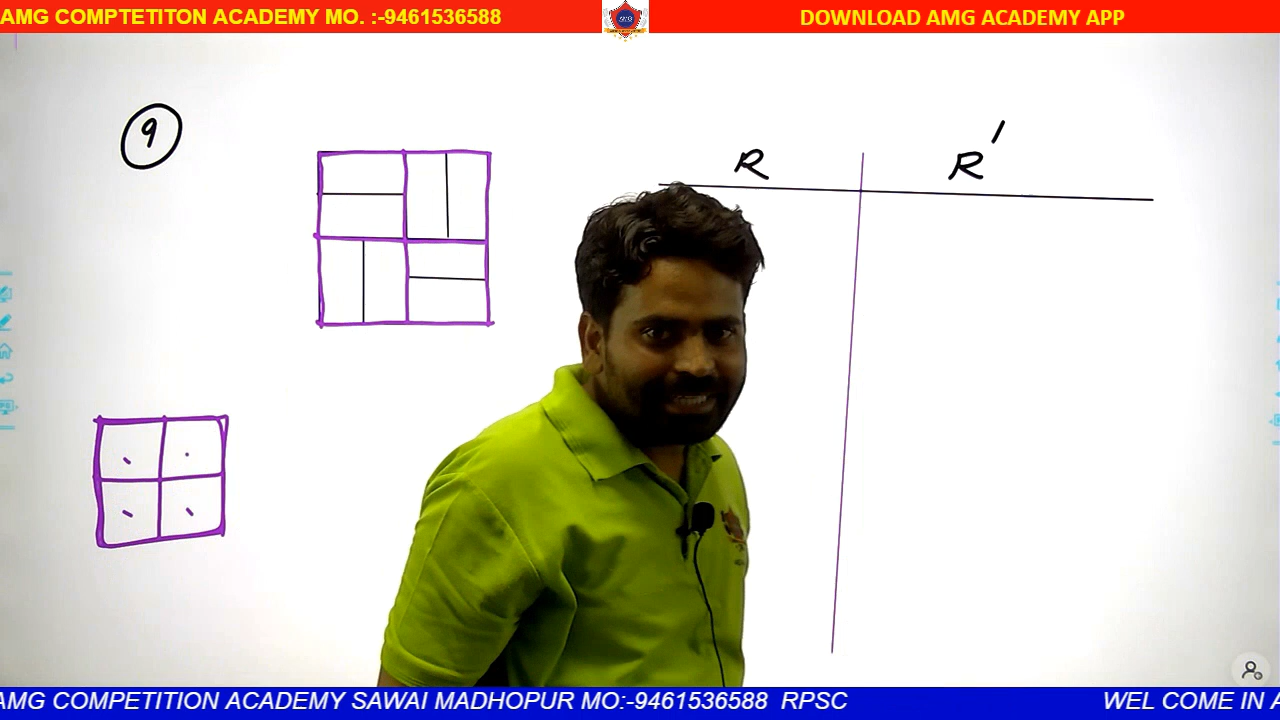 AMG COMPTETITON ACADEMY MO. :-9461536588
DOWNLOAD AMG ACADEMY APP
9
R R'
AMG COMPETITION ACADEMY SAWAI MADHOPUR MO:-9461536588 RPSC
WEL COME IN A